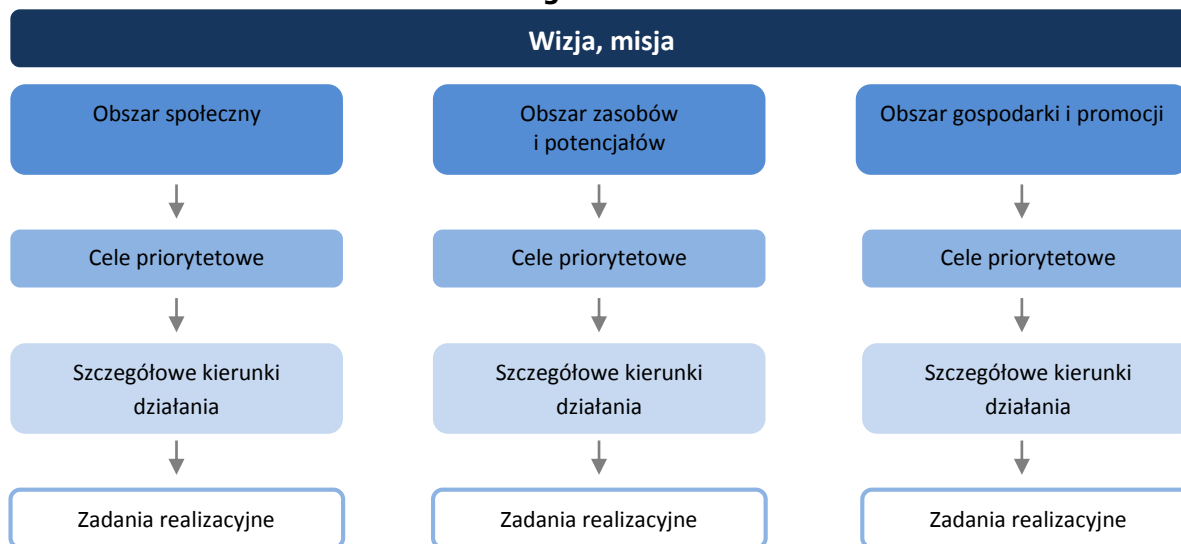 Wizja, misja
Obszar społeczny
Obszar zasobów
i potencjałów
Obszar gospodarki i promocji
Cele priorytetowe
Cele priorytetowe
Cele priorytetowe
Szczegółowe kierunki
działania
Szczegółowe kierunki
działania
Szczegółowe kierunki
działania
Zadania realizacyjne
Zadania realizacyjne
Zadania realizacyjne